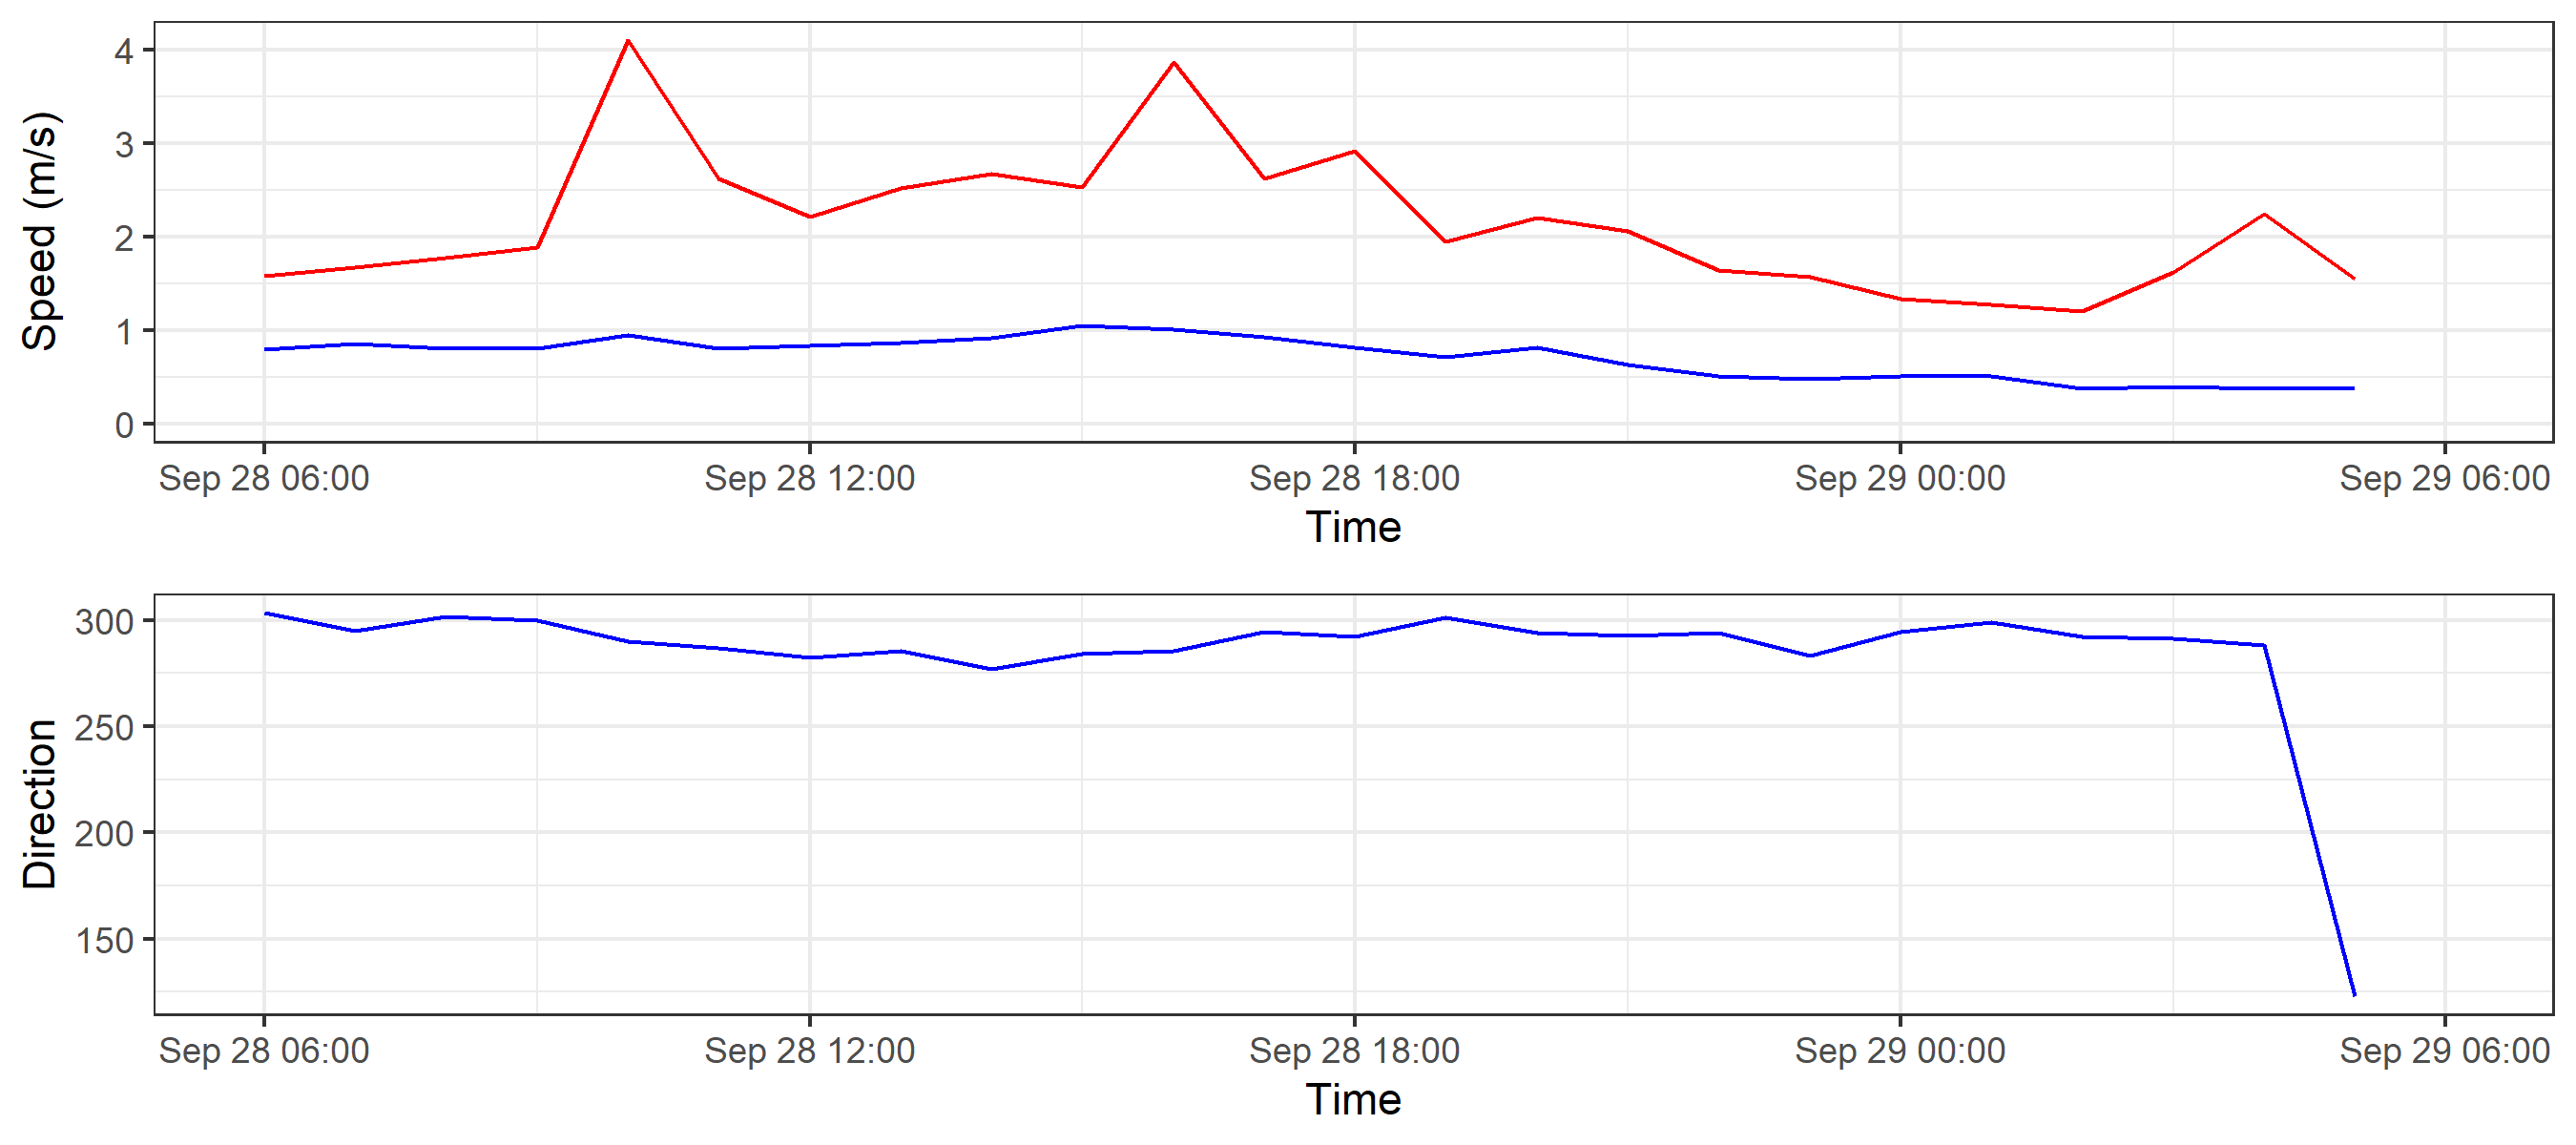 Speed (m/s)
4
3
2
1
0
Sep 28 06:00
Sep 28 12:00
Sep 28 18:00
Sep 29 00:00
Sep 29 06:00
Time
Direction
300
250
200
150
Sep 28 06:00
Sep 28 12:00
Sep 28 18:00
Sep 29 00:00
Sep 29 06:00
Time